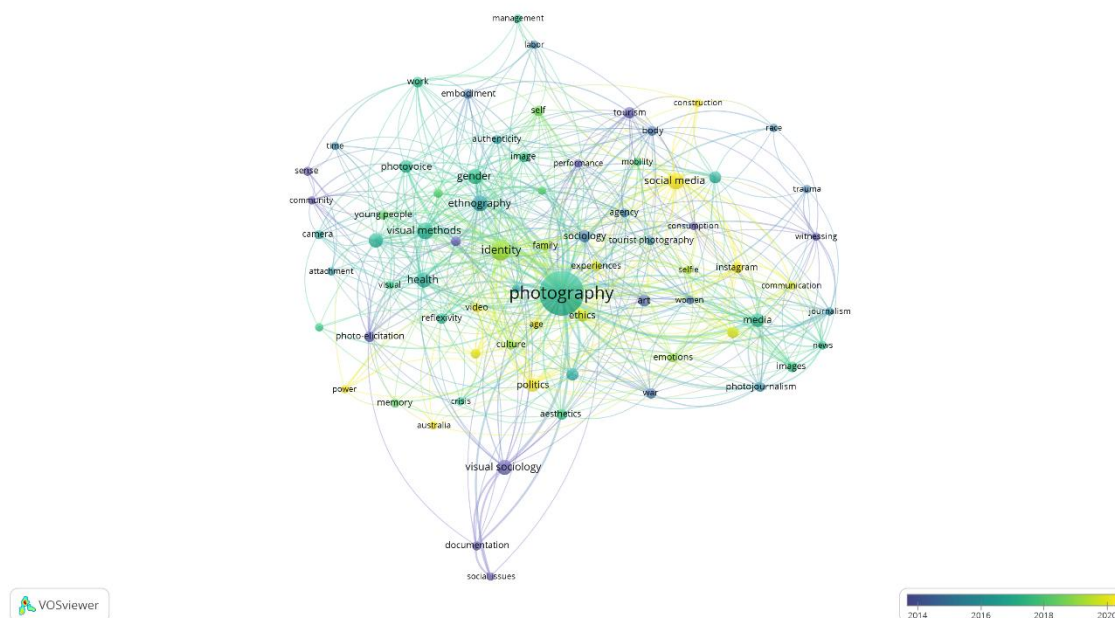 management
labor
work
embodiment
construction
self
tourism
body
race
authenticity
time
image
performance
mobility
photovoice
sense
gender
social media
trauma
community
ethnography
young people
agency
consumption
camera
visual methods
sociology
tourist photography
witnessing
identity
family
attachment
experiences
selfie
instagram
health
visual
communication
photography
art
women
video
journalism
reflexivity
age
ethics
media
photo-elicitation
culture
news
emotions
images
politics
power
war
photojournalism
memory
crisis
australia
aesthetics
visual sociology
documentation
social issues
VOSviewer
2014 2016 2018 2020